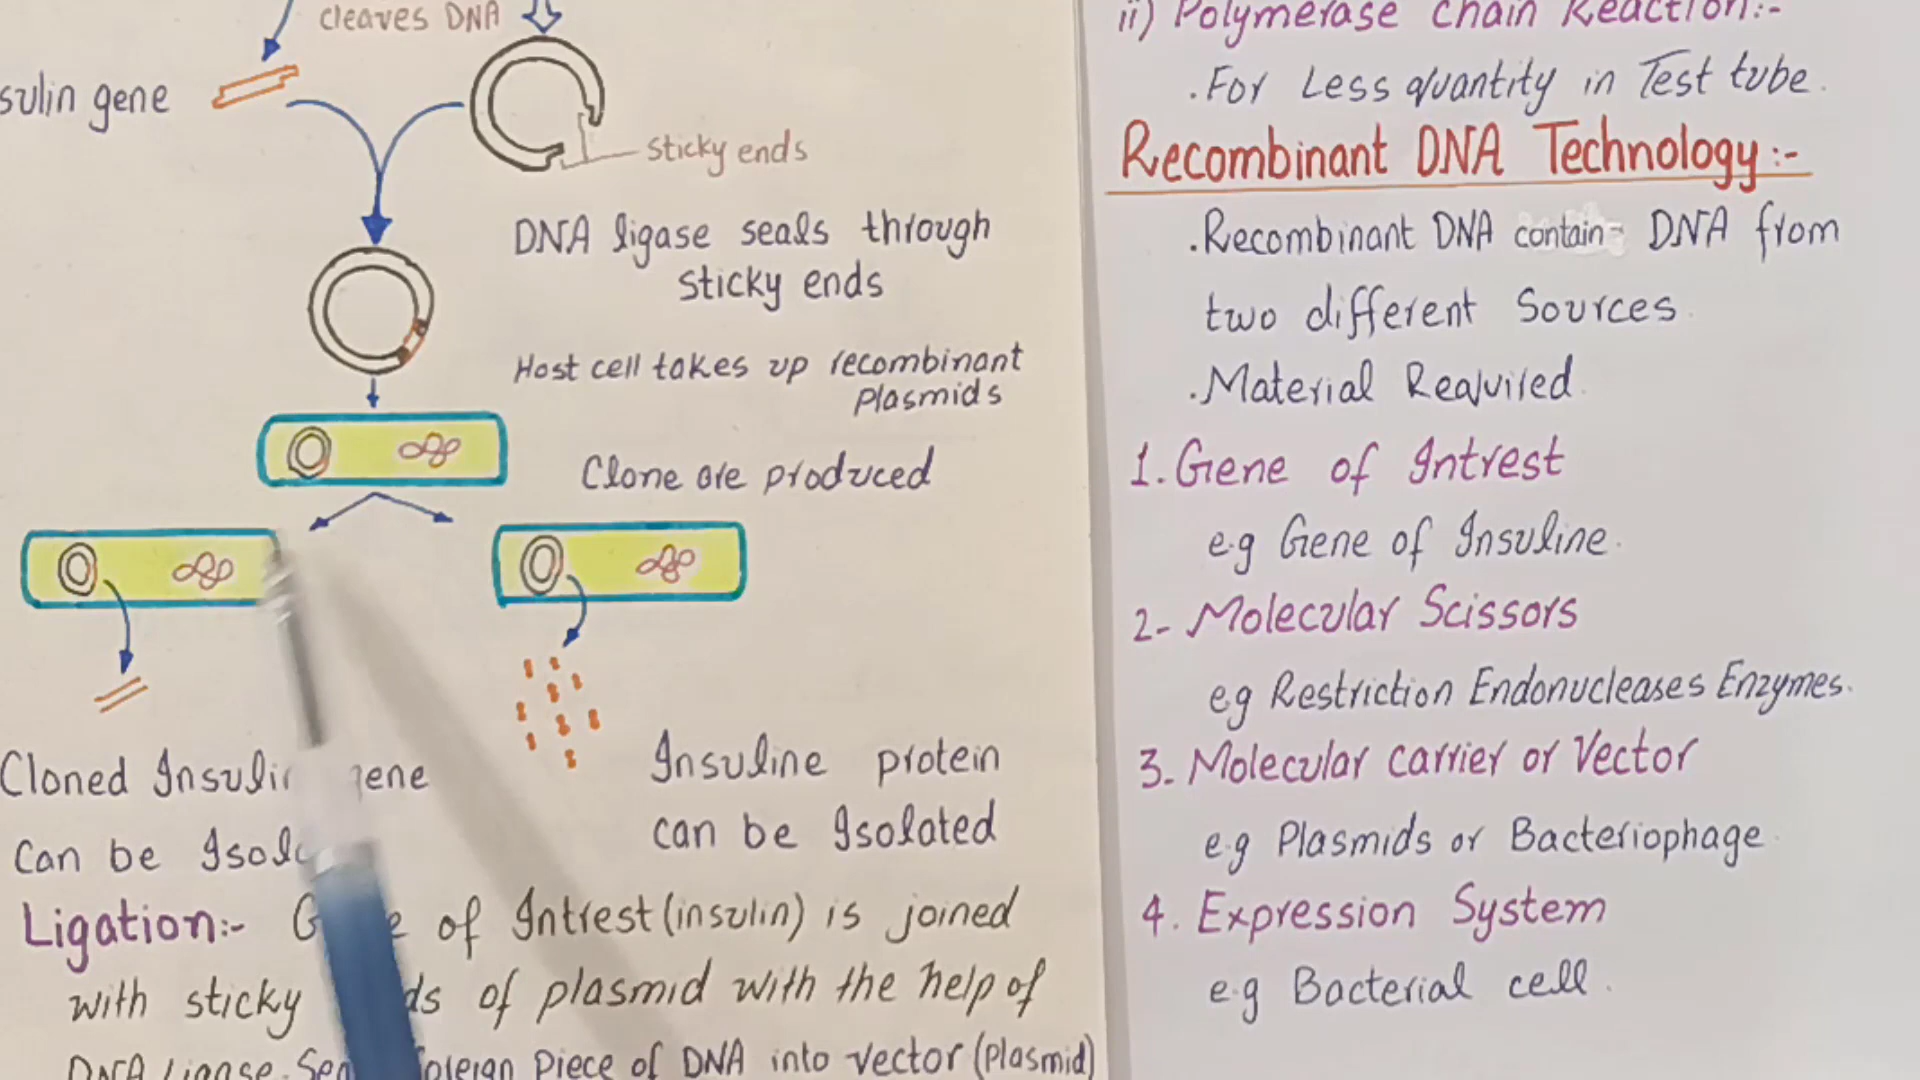 cleaves DNA
sulin gene
sticky ends
DNA ligase seals through
sticky ends
Host cell takes up recombinant
Plasmids
Clone are produced
Cloned Insulin gene
Can be
Insuline protein
can be Isolated
Ligation:- of Intrest (insulin) is joined
with sticky of plasmid with the help of
Piece of DNA into vector (Plasmid)
ii) Polymerase Chain Reaction:-
.For Less quantity in Test tube.
Recombinant DNA Technology:-
.Recombinant DNA contain DNA from
two different Sources.
.Material Required.
1. Gene of Intrest
e.g Gene of Insuline.
2- Molecular Scissors
eg Restriction Endonucleases Enzymes.
3. Molecular carrier or Vector
e.g Plasmids or Bacteriophage
4. Expression System
e.g Bacterial cell.